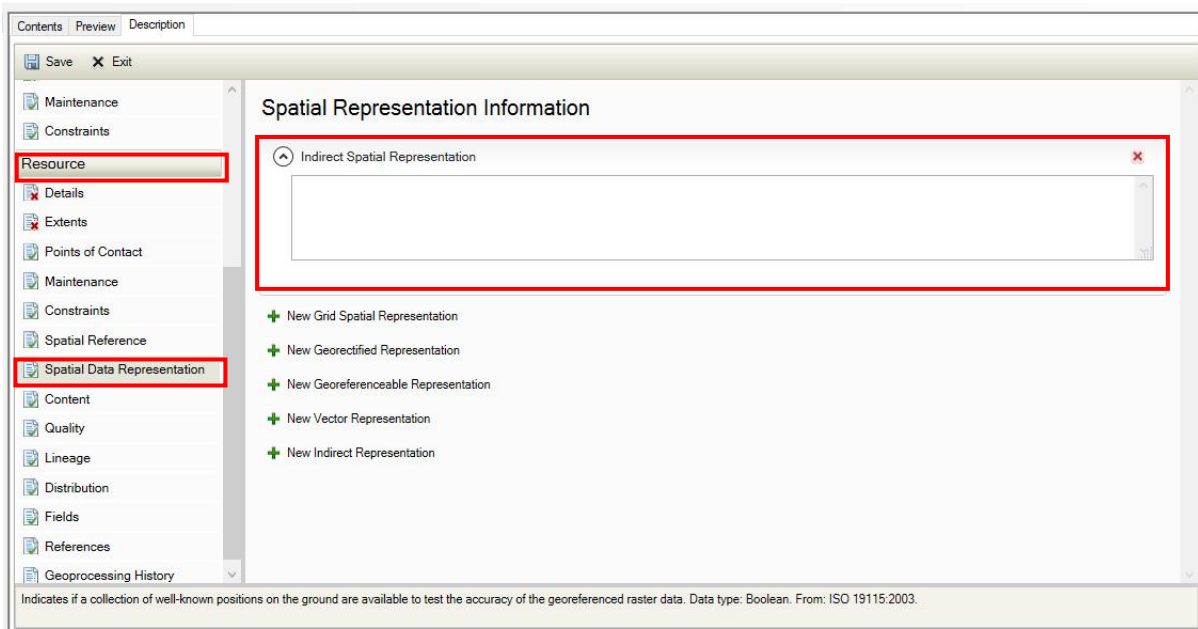 Contents Preview Description
Save Exit
Maintenance
Constraints
Resource
Details
Extents
Points of Contact
Maintenance
Constraints
Spatial Reference
Spatial Data Representation
Content
Quality
Lineage
Distribution
Fields
References
Geoprocessing History
Spatial Representation Information
Indirect Spatial Representation
New Grid Spatial Representation
New Georectified Representation
New Georeferenceable Representation
New Vector Representation
New Indirect Representation
Indicates if a collection of well-known positions on the ground are available to test the accuracy of the georeferenced raster data. Data type: Boolean. From: ISO 19115:2003.